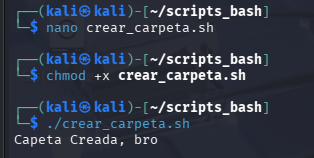 ┌──(kali㉿kali)-[~/scripts_bash]
└─$ nano crear_carpeta.sh
┌──(kali㉿kali)-[~/scripts_bash]
└─$ chmod +x crear_carpeta.sh
┌──(kali㉿kali)-[~/scripts_bash]
└─$ ./crear_carpeta.sh
Capeta Creada, bro